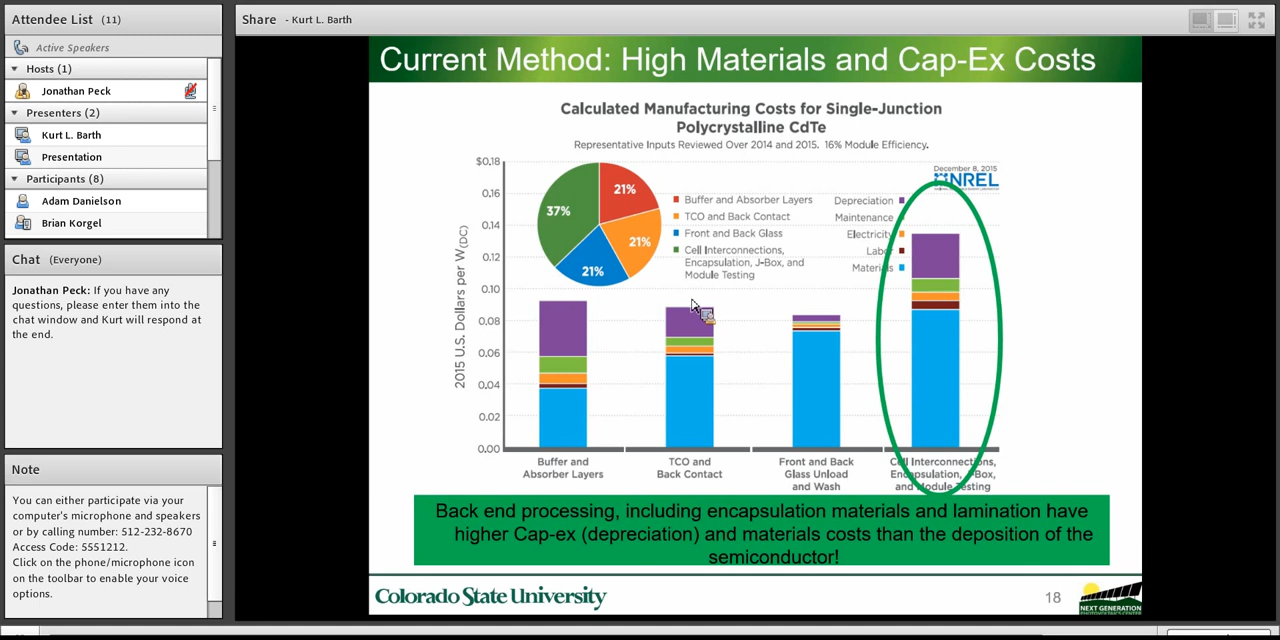 Attendee List (11)
Active Speakers
Hosts (1)
Jonathan Peck
Presenters (2)
Kurt L. Barth
Presentation
Participants (8)
Adam Danielson
Brian Korgel
Chat (Everyone)
Jonathan Peck: If you have any
questions, please enter them into the
chat window and Kurt will respond at
the end.
Note
You can either participate via your
computer's microphone and speakers
or by calling number: 512-232-8670
Access Code: 5551212.
Click on the phone/microphone icon
on the toolbar to enable your voice
options.
Share - Kurt L. Barth
Current Method: High Materials and Cap-Ex Costs
Calculated Manufacturing Costs for Single-Junction
Polycrystalline CdTe
Representative Inputs Reviewed Over 2014 and 2015. 16% Module Efficiency.
December 8, 2015
NREL
2015 U.S. Dollars per W(DC)
$0.18
0.16
0.14
0.12
0.10
0.08
0.06
0.04
0.02
0.00
21%
21%
21%
37%
Buffer and Absorber Layers
TCO and Back Contact
Front and Back Glass
Cell Interconnections,
Encapsulation, J-Box, and
Module Testing
Depreciation
Maintenance
Electricity
Labor
Materials
Buffer and
Absorber Layers
TCO and
Back Contact
Front and Back
Glass Unload
and Wash
Cell Interconnections,
Encapsulation, J-Box,
and Module Testing
Back end processing, including encapsulation materials and lamination have
higher Cap-ex (depreciation) and materials costs than the deposition of the
semiconductor!
Colorado State University
18
NEXT GENERATION